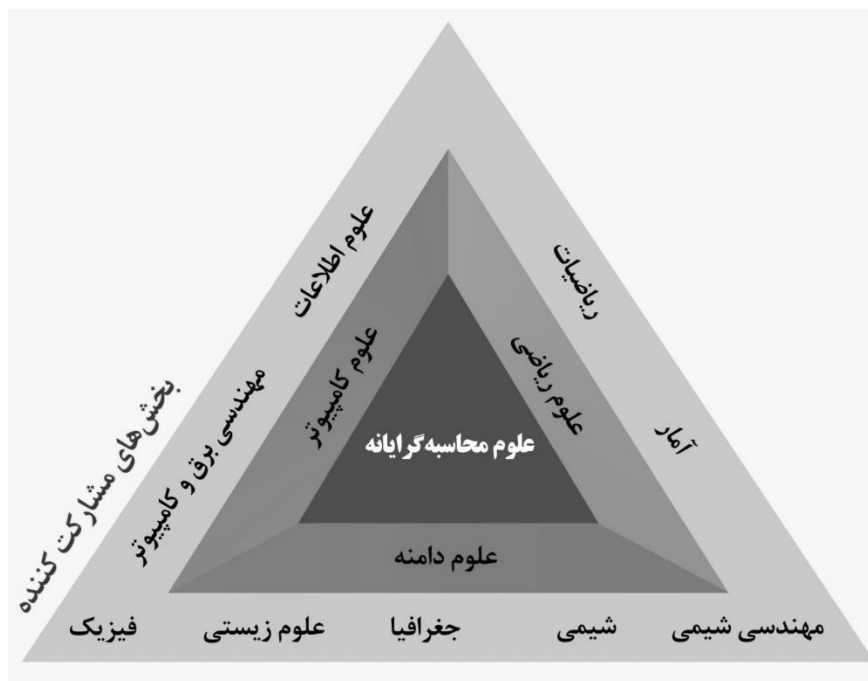 بخش‌های مشارکت کننده
علوم اطلاعات
مهندسی برق و کامپیوتر
ریاضیات
آمار
علوم کامپیوتر
علوم ریاضی
علوم محاسبه‌گرایانه
علوم دامنه
مهندسی شیمی
شیمی
جغرافیا
علوم زیستی
فیزیک